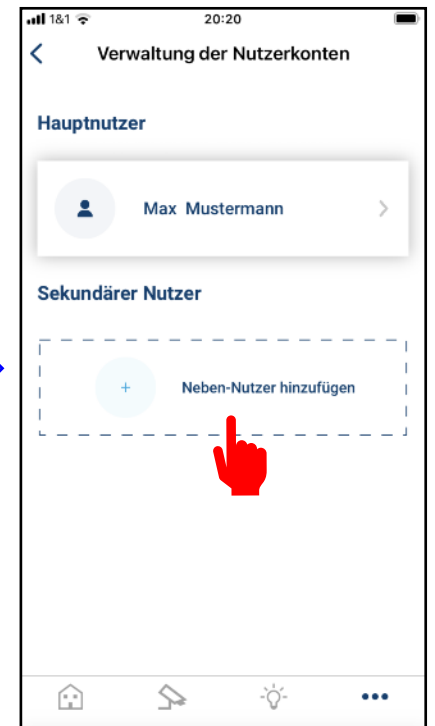 1&1 20:20
Verwaltung der Nutzerkonten
Hauptnutzer
Max Mustermann
Sekundärer Nutzer
+ Neben-Nutzer hinzufügen